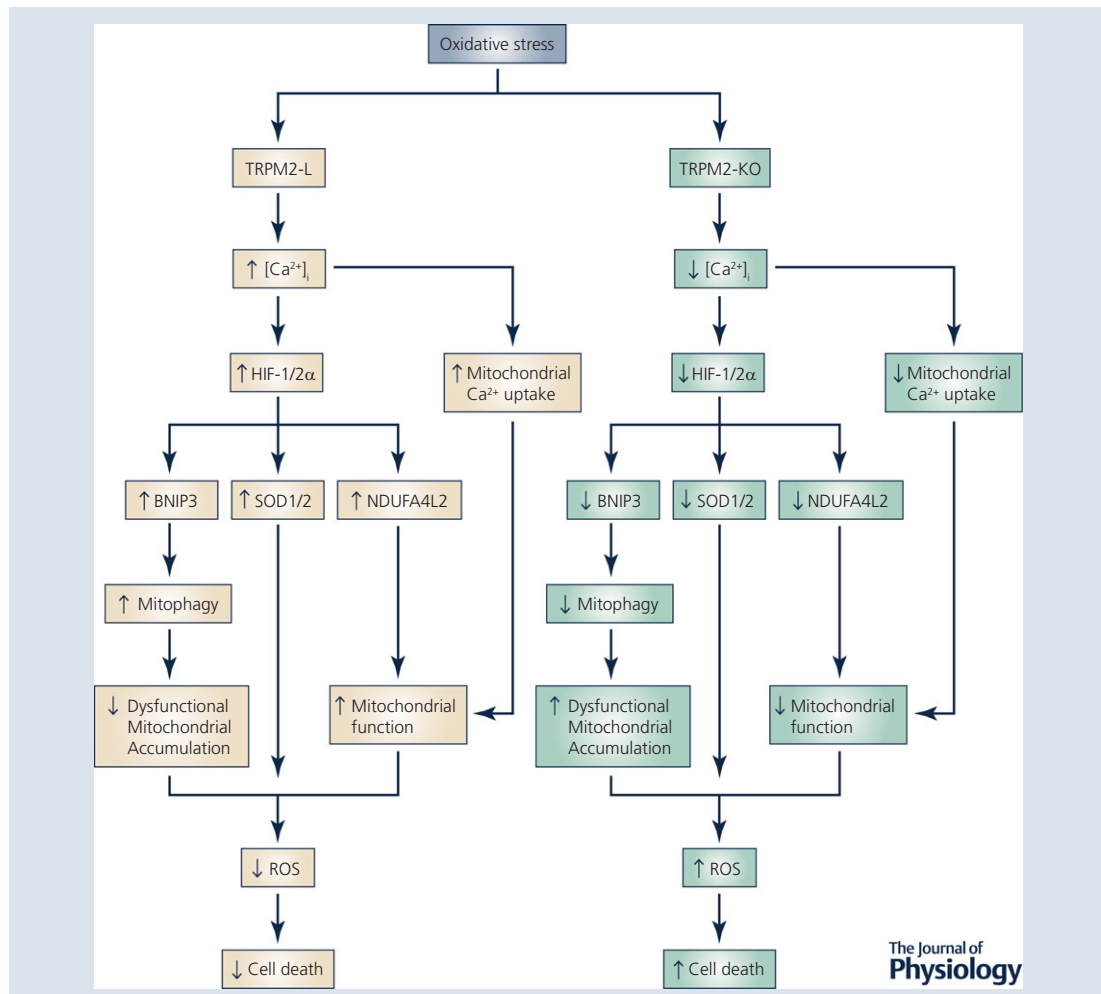 Oxidative stress
TRPM2-L
TRPM2-KO
↑ [Ca²⁺]ᵢ
↓ [Ca²⁺]ᵢ
↑ HIF-1/2α
↑ Mitochondrial
Ca²⁺ uptake
↓ HIF-1/2α
↓ Mitochondrial
Ca²⁺ uptake
↑ BNIP3
↑ SOD1/2
↑ NDUFA4L2
↓ BNIP3
↓ SOD1/2
↓ NDUFA4L2
↑ Mitophagy
↓ Mitophagy
↓ Dysfunctional
Mitochondrial
Accumulation
↑ Mitochondrial
function
↑ Dysfunctional
Mitochondrial
Accumulation
↓ Mitochondrial
function
↓ ROS
↑ ROS
↓ Cell death
↑ Cell death
The Journal of
Physiology